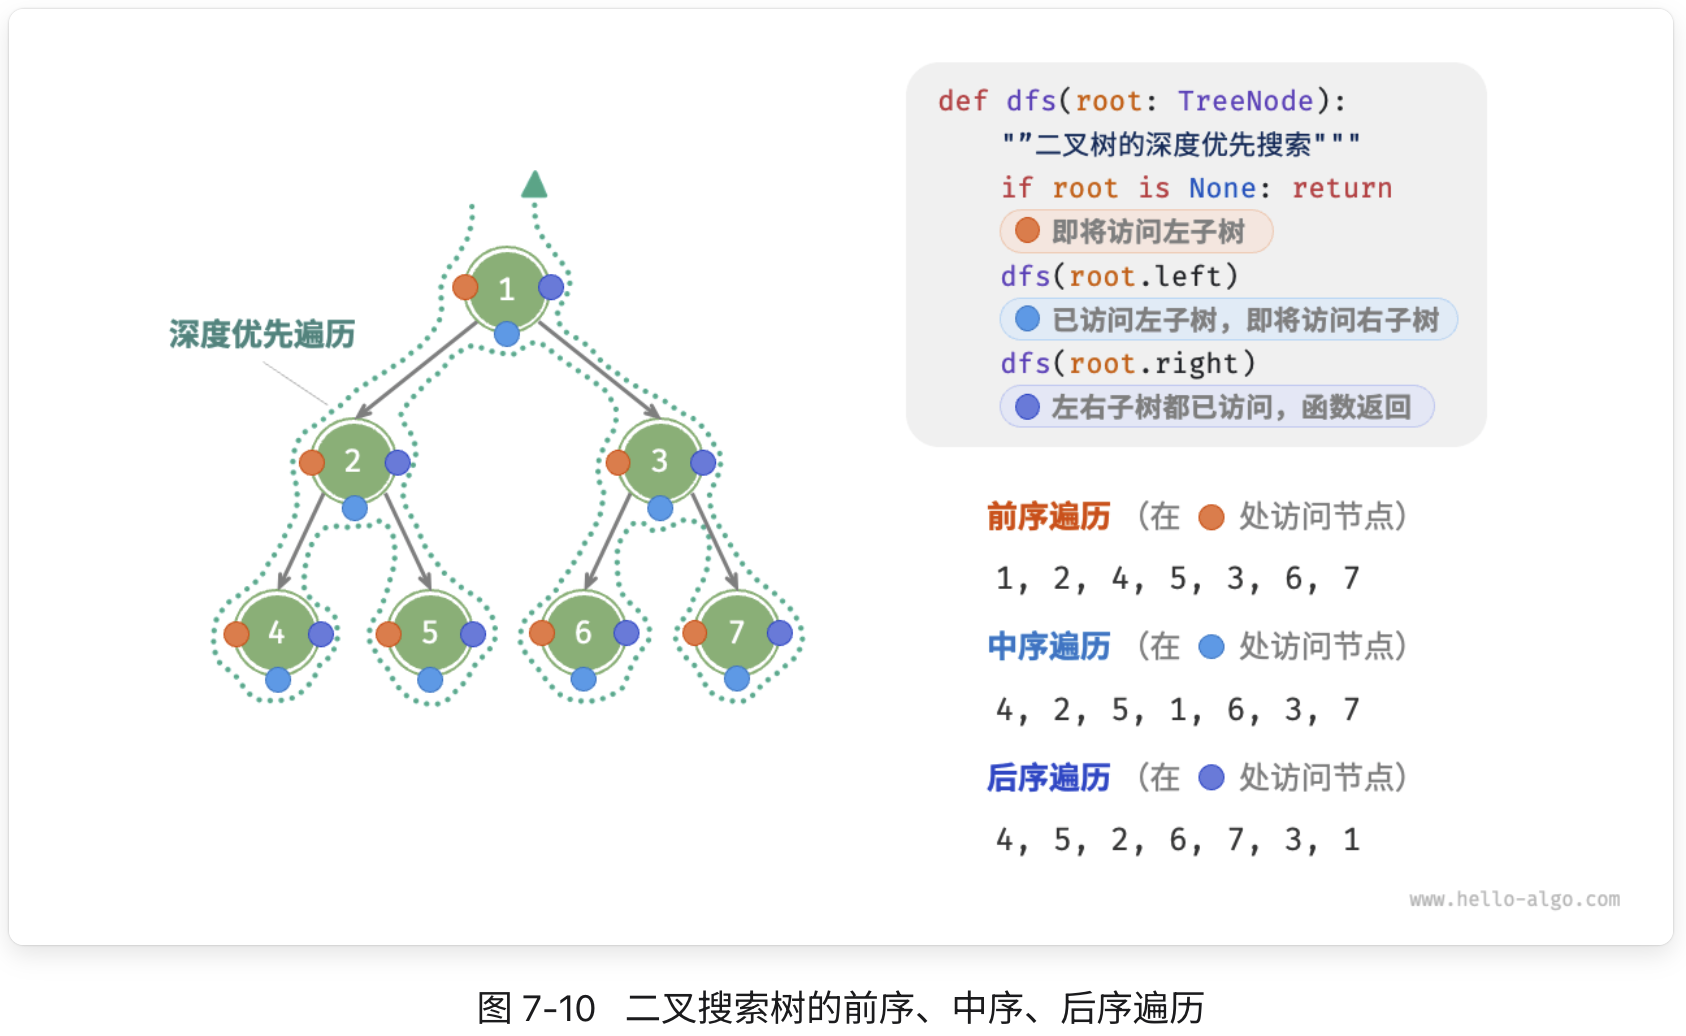 深度优先遍历
1
2
3
4
5
6
7
def dfs(root: TreeNode):
"”二叉树的深度优先搜索"""
if root is None: return
即将访问左子树
dfs(root.left)
已访问左子树，即将访问右子树
dfs(root.right)
左右子树都已访问，函数返回
前序遍历（在 处访问节点）
1, 2, 4, 5, 3, 6, 7
中序遍历（在 处访问节点）
4, 2, 5, 1, 6, 3, 7
后序遍历（在 处访问节点）
4, 5, 2, 6, 7, 3, 1
www.hello-algo.com
图 7-10 二叉搜索树的前序、中序、后序遍历